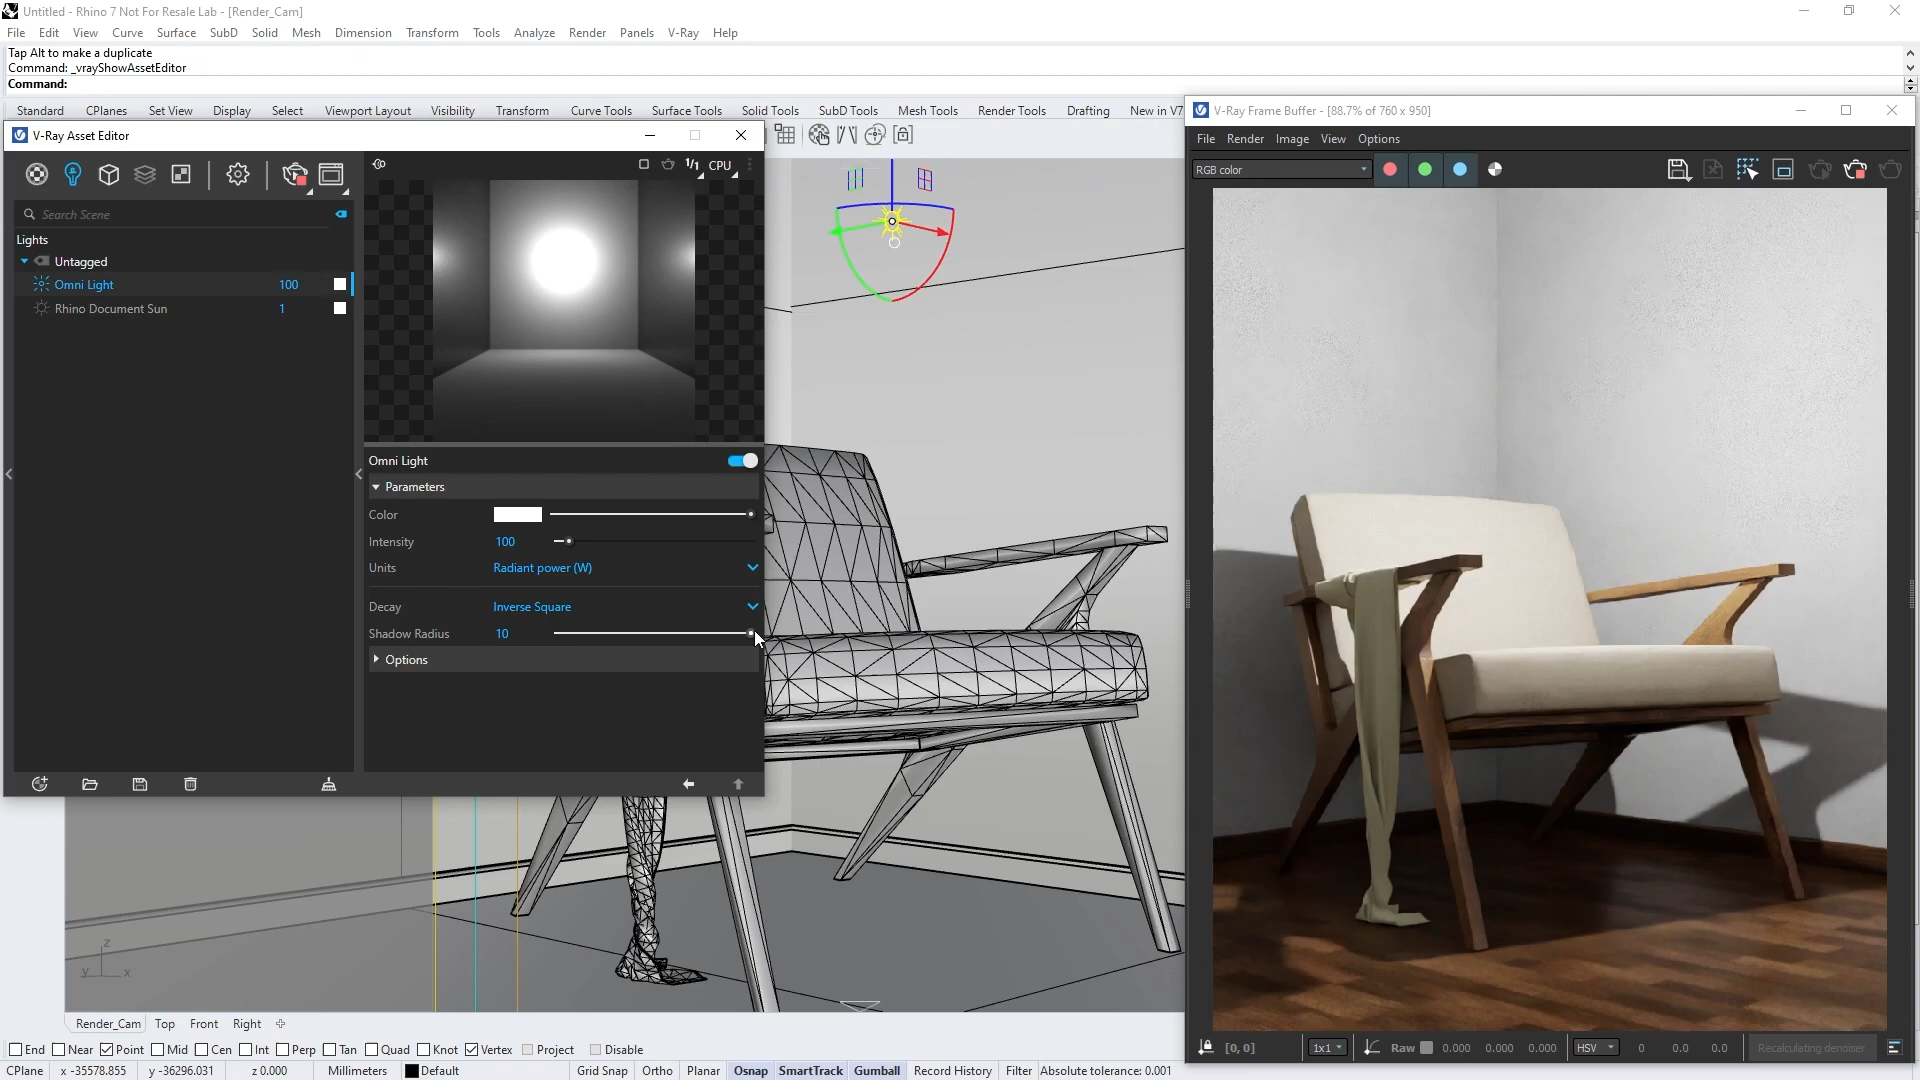 Untitled - Rhino 7 Not For Resale Lab - [Render_Cam]
File Edit View Curve Surface SubD Solid Mesh Dimension Transform Tools Analyze Render Panels V-Ray Help
Tap Alt to make a duplicate
Command: _vrayShowAssetEditor
Command:
Standard CPlanes Set View Display Select Viewport Layout Visibility Transform Curve Tools Surface Tools Solid Tools SubD Tools Mesh Tools Render Tools Drafting New in V7
V-Ray Asset Editor
1/1 CPU
Search Scene
Lights
Untagged
Omni Light 100
Rhino Document Sun 1
Omni Light
Parameters
Color
Intensity 100
Units Radiant power (W)
Decay Inverse Square
Shadow Radius 10
Options
V-Ray Frame Buffer - [88.7% of 760 x 950]
File Render Image View Options
RGB color
[0, 0] 1x1 Raw 0.000 0.000 0.000 HSV 0 0.0 0.0 Recalculating denoiser
z
y x
Render_Cam Top Front Right
End Near Point Mid Cen Int Perp Tan Quad Knot Vertex Project Disable
CPlane x -35578.855 y -36296.031 z 0.000 Millimeters Default Grid Snap Ortho Planar Osnap SmartTrack Gumball Record History Filter Absolute tolerance: 0.001